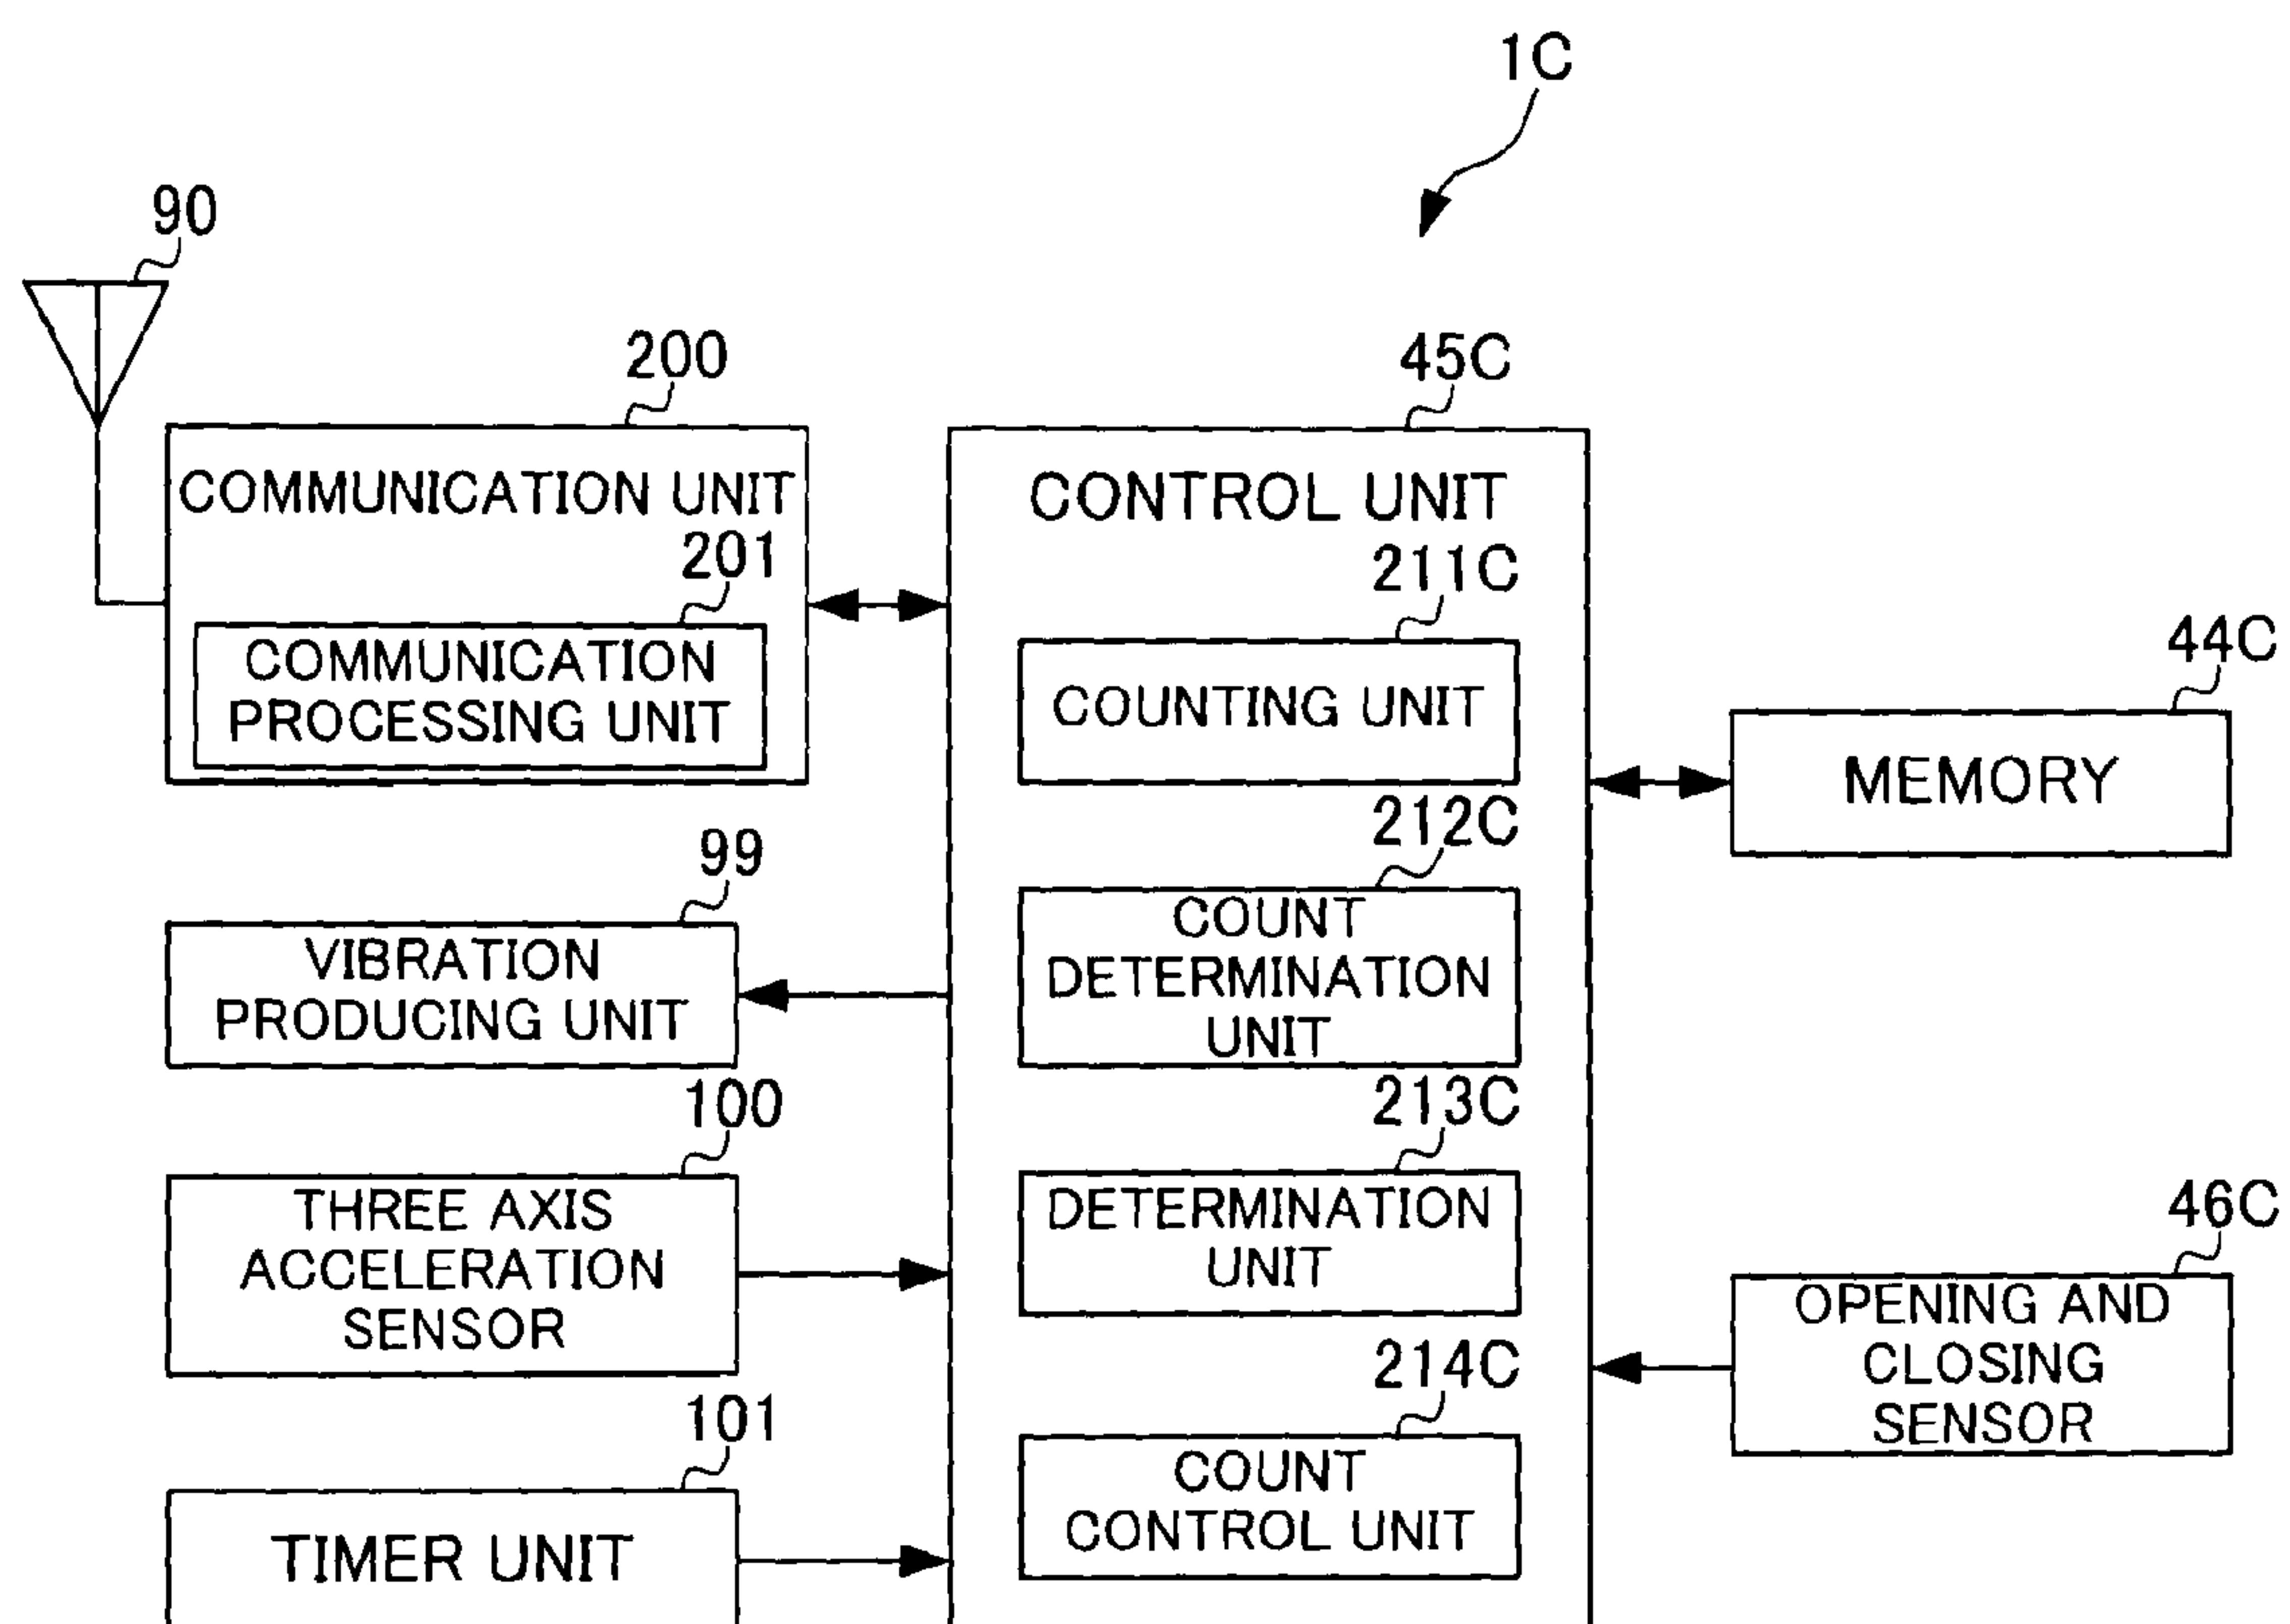 1C
90
200
COMMUNICATION UNIT
201
COMMUNICATION
PROCESSING UNIT
99
VIBRATION
PRODUCING UNIT
100
THREE AXIS
ACCELERATION
SENSOR
101
TIMER UNIT
45C
CONTROL UNIT
211C
COUNTING UNIT
212C
COUNT
DETERMINATION
UNIT
213C
DETERMINATION
UNIT
214C
COUNT
CONTROL UNIT
44C
MEMORY
46C
OPENING AND
CLOSING
SENSOR